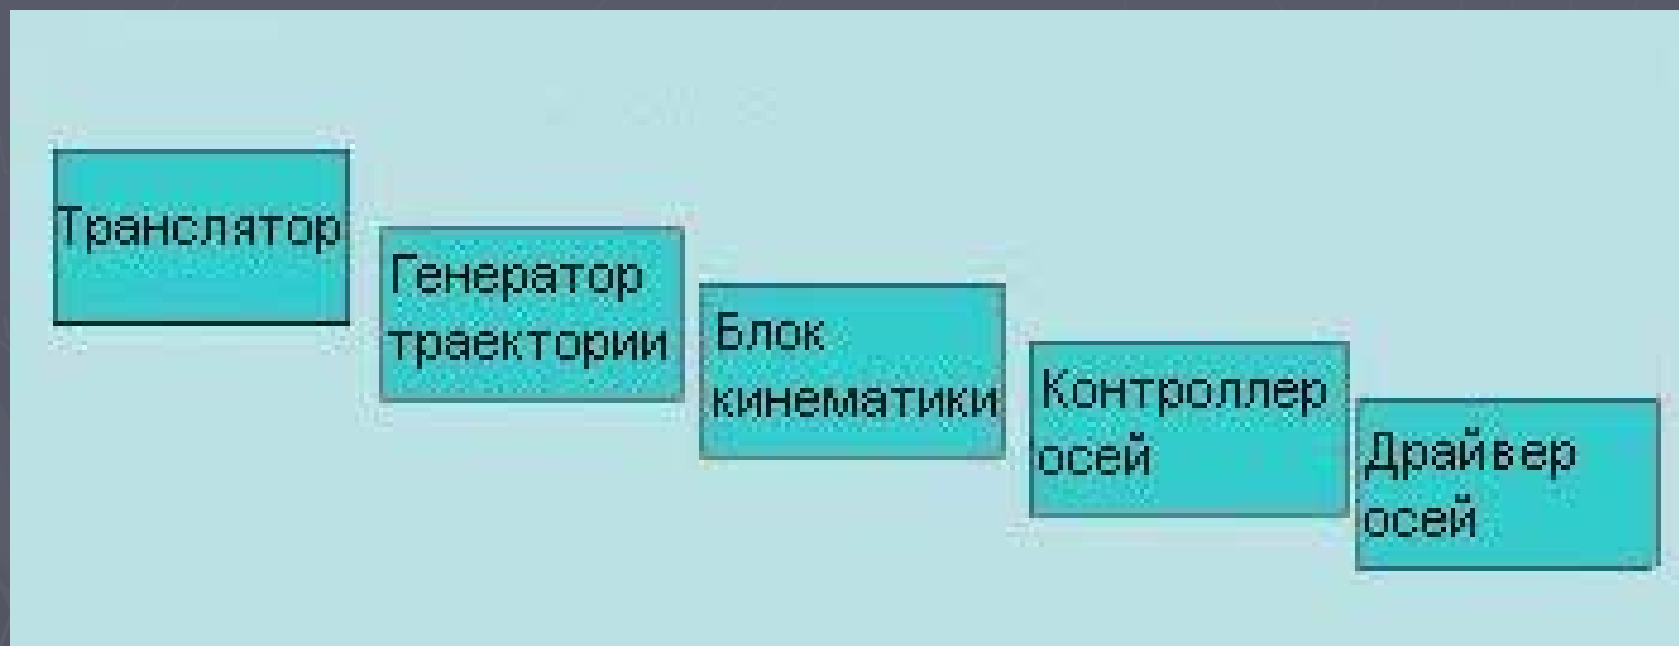 Транслятор
Генератор
траектории
Блок
кинематики
Контроллер
осей
Драйвер
осей